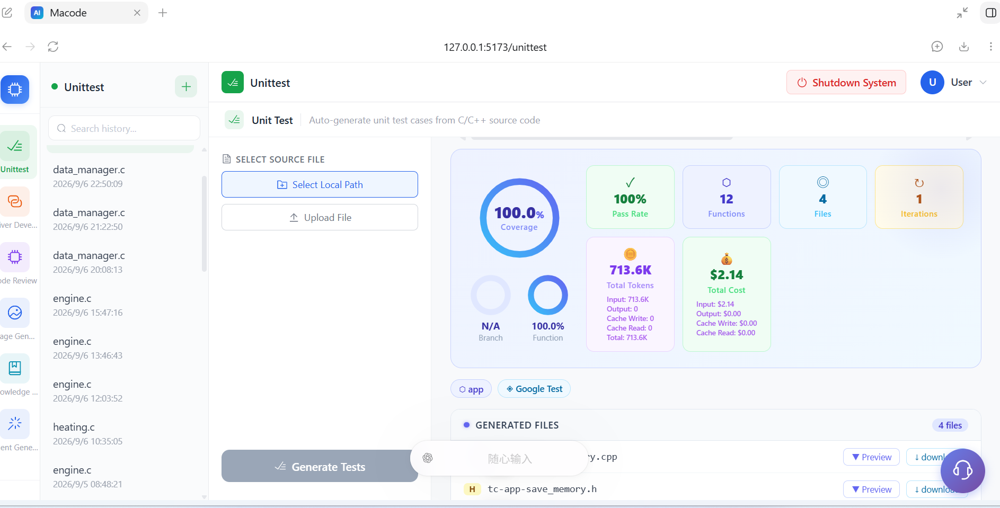 AI Macode
127.0.0.1:5173/unittest
Unittest
Unittest
Shutdown System
U User
Unit Test
Auto-generate unit test cases from C/C++ source code
Search history...
Unittest
iver Deve...
ode Review
age Gen...
owledge ...
ent Gene...
data_manager.c
2026/9/6 22:50:09
data_manager.c
2026/9/6 21:22:50
data_manager.c
2026/9/6 20:08:13
engine.c
2026/9/6 15:47:16
engine.c
2026/9/6 13:46:43
engine.c
2026/9/6 12:03:52
heating.c
2026/9/6 10:35:05
engine.c
2026/9/5 08:48:21
SELECT SOURCE FILE
Select Local Path
Upload File
Generate Tests
100.0%
Coverage
N/A
Branch
100.0%
Function
100%
Pass Rate
12
Functions
4
Files
1
Iterations
713.6K
Total Tokens
Input: 713.6K
Output: 0
Cache Write: 0
Cache Read: 0
Total: 713.6K
$2.14
Total Cost
Input: $2.14
Output: $0.00
Cache Write: $0.00
Cache Read: $0.00
app
Google Test
GENERATED FILES
4 files
随心输入
ry.cpp
▼ Preview
↓ downl
H tc-app-save_memory.h
▼ Preview
↓ downloa